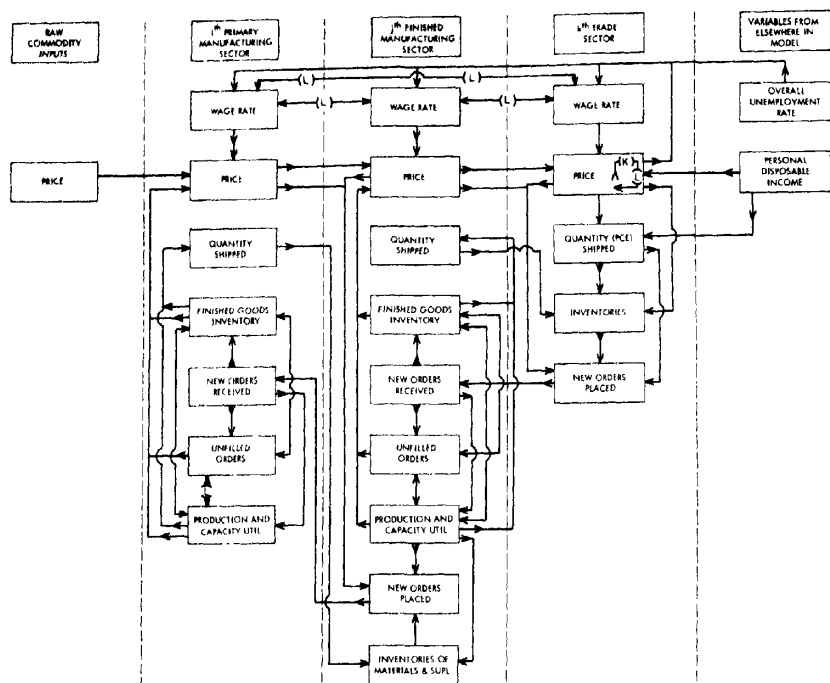 RAW
COMMODITY
INPUTS
iᵗʰ PRIMARY
MANUFACTURING
SECTOR
jᵗʰ FINISHED
MANUFACTURING
SECTOR
kᵗʰ TRADE
SECTOR
VARIABLES FROM
ELSEWHERE IN
MODEL
(L) (L)
WAGE RATE
(L)
WAGE RATE
(L)
WAGE RATE
OVERALL
UNEMPLOYMENT
RATE
PRICE
PRICE
PRICE
PRICE
(K)
L
PERSONAL
DISPOSABLE
INCOME
QUANTITY
SHIPPED
QUANTITY
SHIPPED
QUANTITY (PCE)
SHIPPED
FINISHED GOODS
INVENTORY
FINISHED GOODS
INVENTORY
INVENTORIES
NEW ORDERS
RECEIVED
NEW ORDERS
RECEIVED
NEW ORDERS
PLACED
UNFILLED
ORDERS
UNFILLED
ORDERS
PRODUCTION AND
CAPACITY UTIL
PRODUCTION AND
CAPACITY UTIL
NEW ORDERS
PLACED
INVENTORIES OF
MATERIALS & SUPL